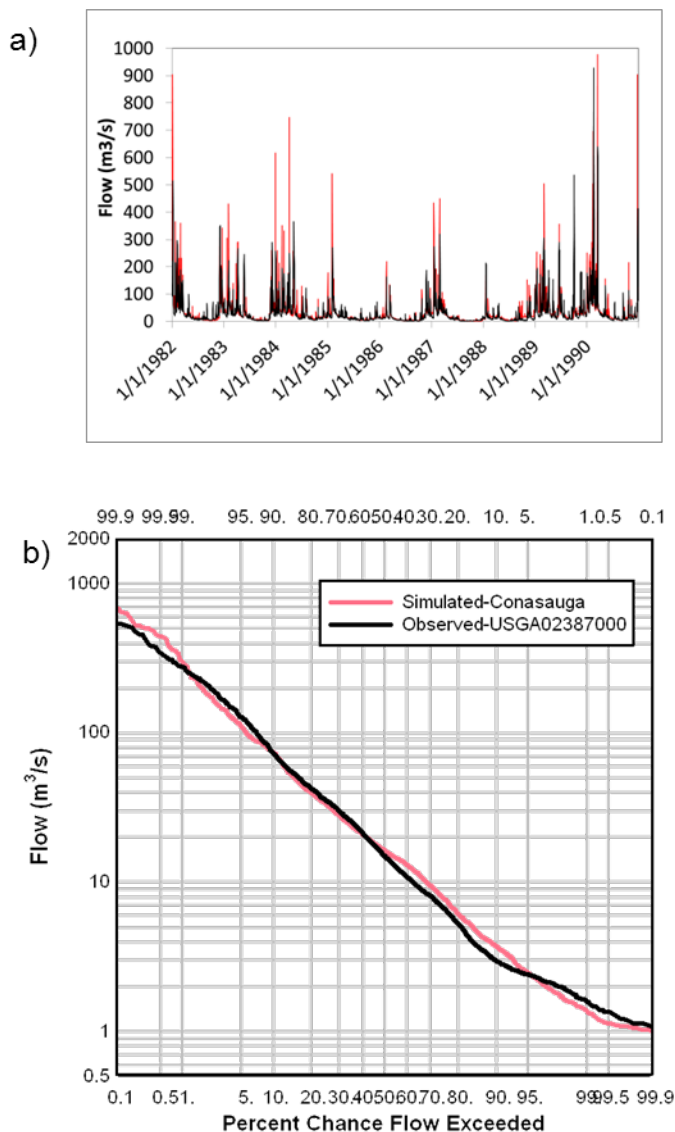 a)
1000
900
800
700
600
500
400
300
200
100
0
Flow (m3/s)
1/1/1982
1/1/1983
1/1/1984
1/1/1985
1/1/1986
1/1/1987
1/1/1988
1/1/1989
1/1/1990
b)
99.9 99.5 99. 95. 90. 80. 70. 60. 50. 40. 30. 20. 10. 5. 1. 0.5 0.1
2000
1000
100
10
1
0.5
Flow (m³/s)
Simulated-Conasauga
Observed-USGA02387000
0.1 0.5 1. 5. 10. 20. 30. 40. 50. 60. 70. 80. 90. 95. 99. 99.5 99.9
Percent Chance Flow Exceeded